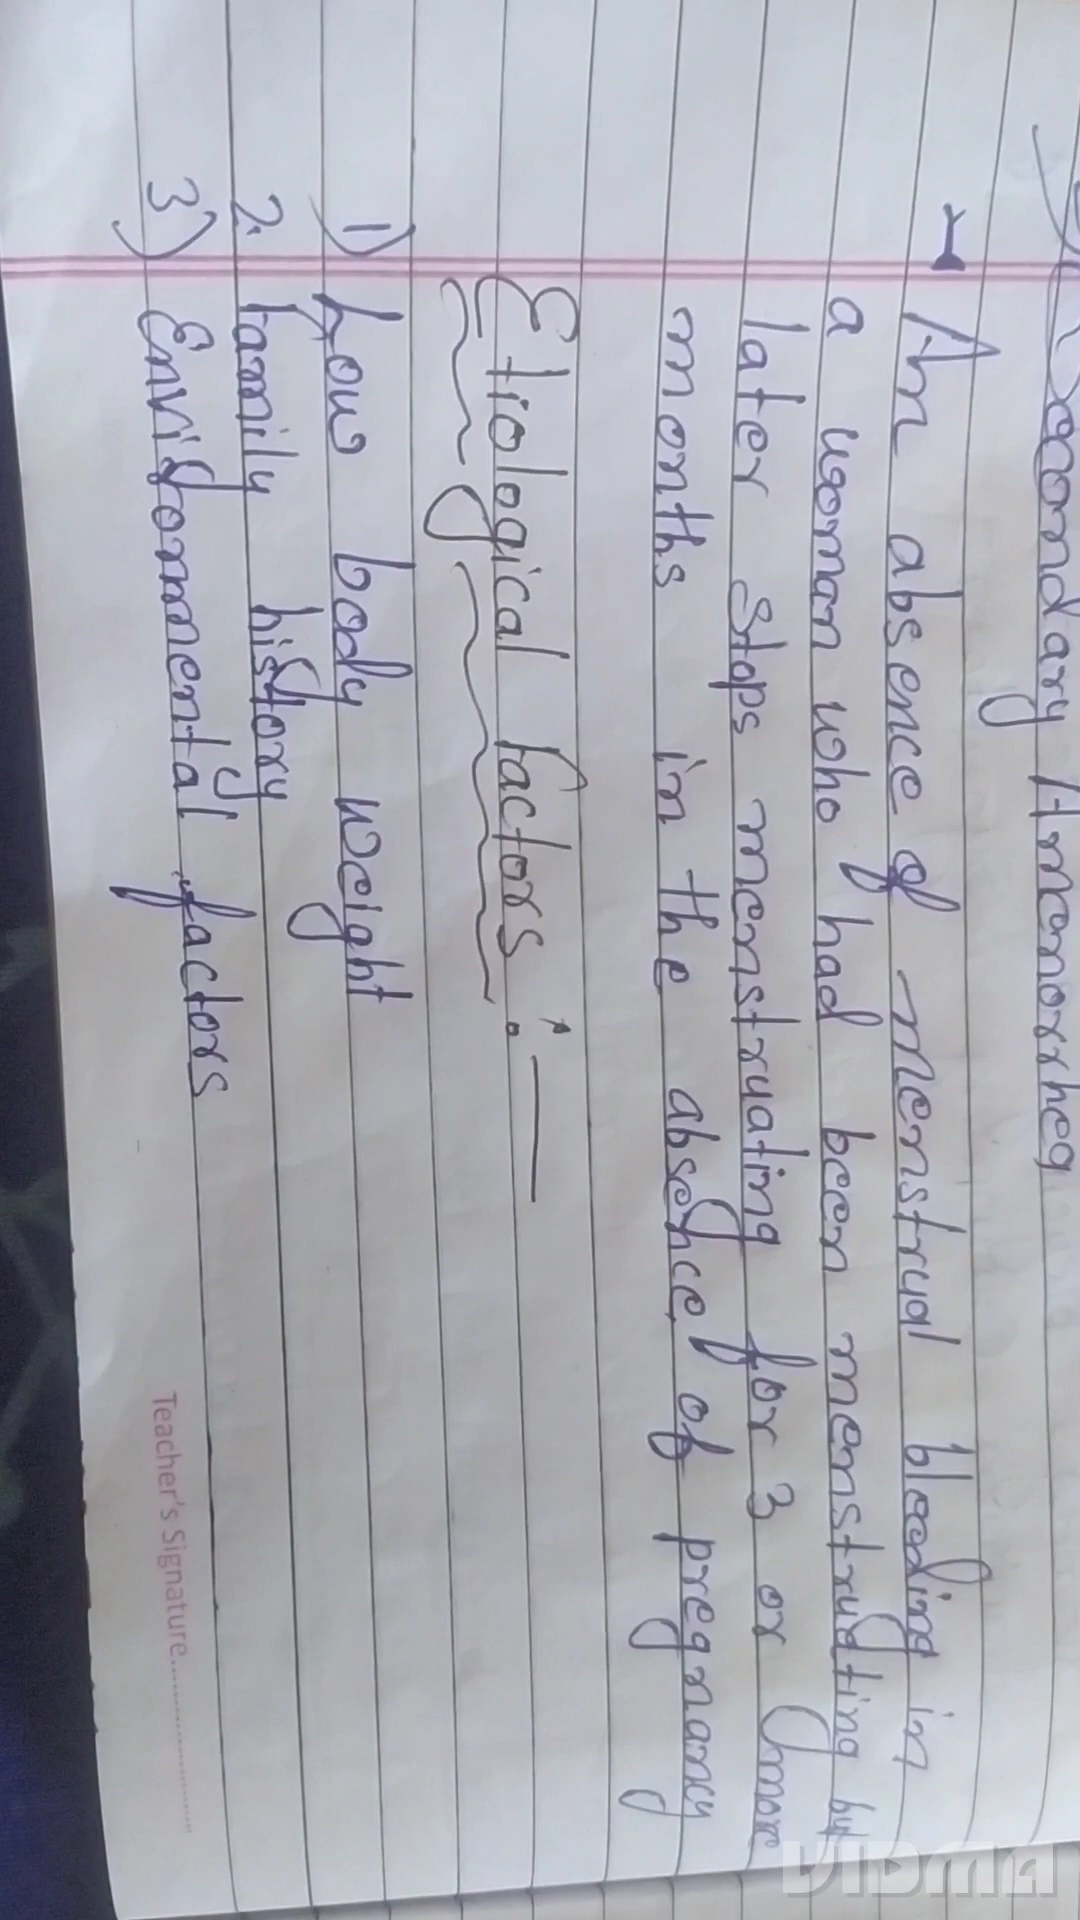 Secondary Amenorrhea
An absence of menstrual bleeding in
a woman who had been menstruating but
later stops menstruating for 3 or more
months in the absence of pregnancy
Etiological factors :-
1) Low body weight
2. Family history
3) Environmental factors
Teacher's Signature..................
VIDMA